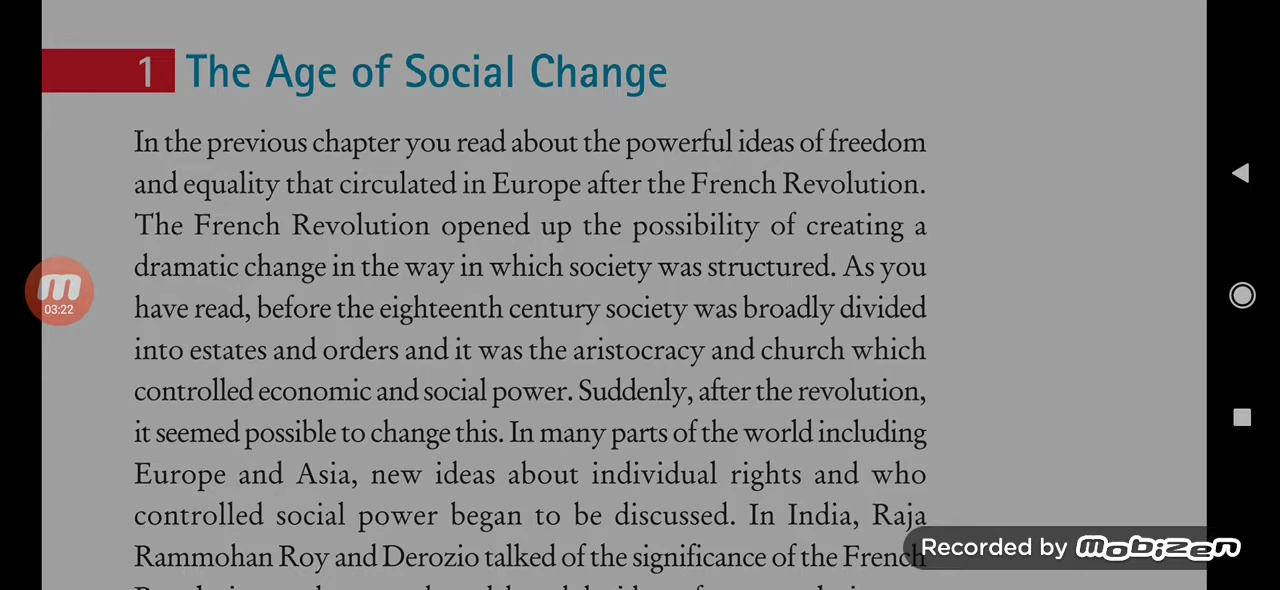 1 The Age of Social Change
In the previous chapter you read about the powerful ideas of freedom
and equality that circulated in Europe after the French Revolution.
The French Revolution opened up the possibility of creating a
dramatic change in the way in which society was structured. As you
have read, before the eighteenth century society was broadly divided
into estates and orders and it was the aristocracy and church which
controlled economic and social power. Suddenly, after the revolution,
it seemed possible to change this. In many parts of the world including
Europe and Asia, new ideas about individual rights and who
controlled social power began to be discussed. In India, Raja
Rammohan Roy and Derozio talked of the significance of the French
m
03:22
Recorded by mobizen